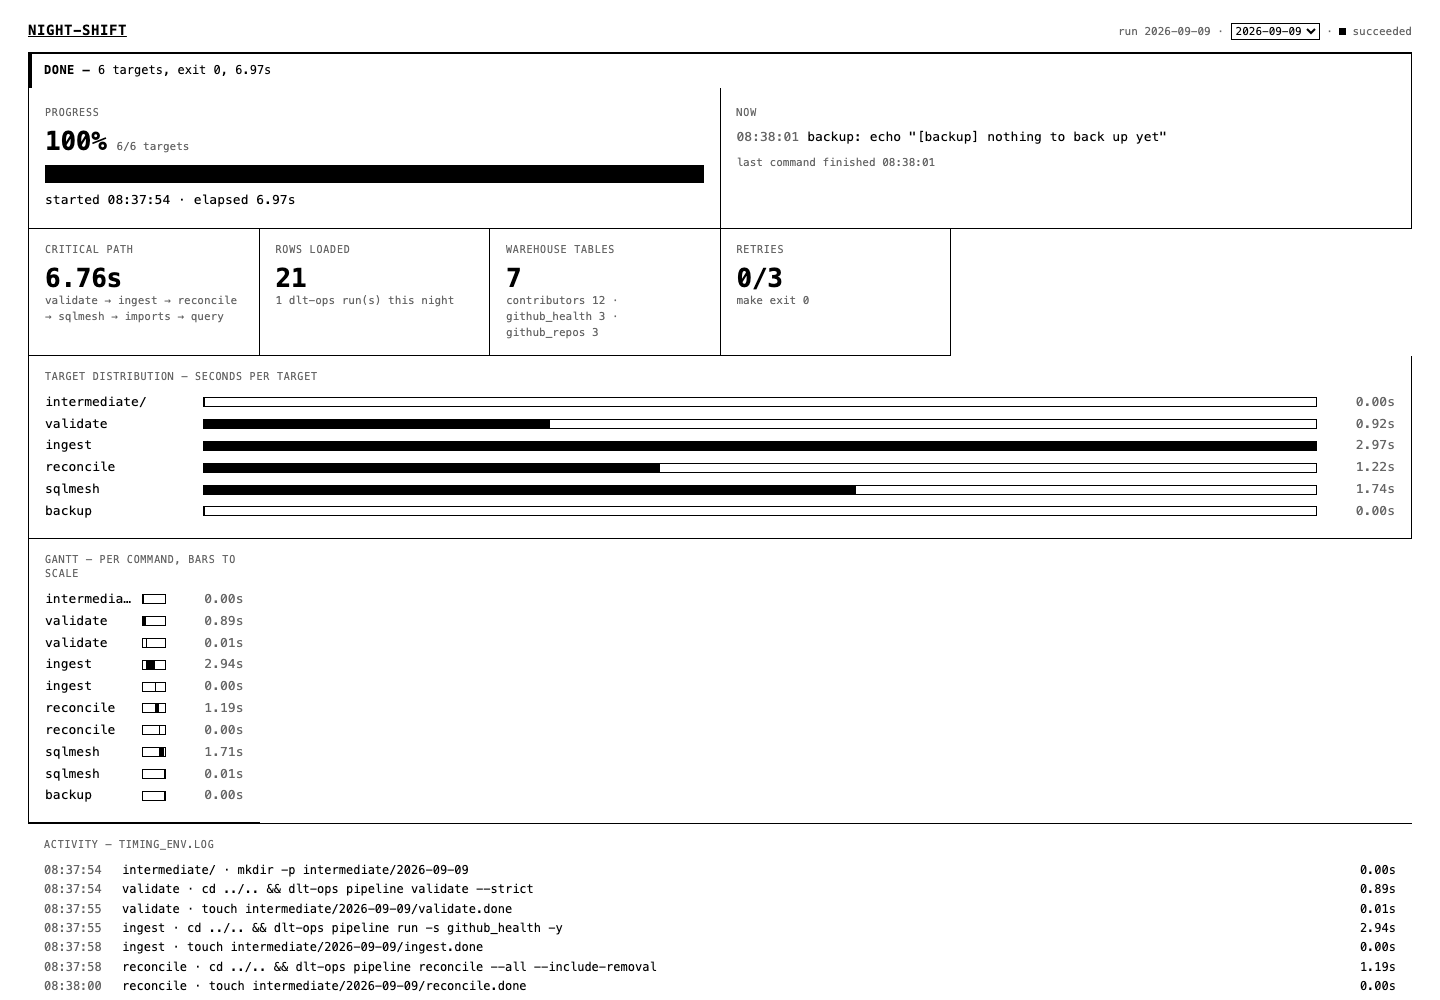 NIGHT-SHIFT
run 2026-09-09 · 2026-09-09 · ■ succeeded
DONE — 6 targets, exit 0, 6.97s
PROGRESS
100% 6/6 targets
started 08:37:54 · elapsed 6.97s
NOW
08:38:01 backup: echo "[backup] nothing to back up yet"
last command finished 08:38:01
CRITICAL PATH
6.76s
validate → ingest → reconcile
→ sqlmesh → imports → query
ROWS LOADED
21
1 dlt-ops run(s) this night
WAREHOUSE TABLES
7
contributors 12 ·
github_health 3 ·
github_repos 3
RETRIES
0/3
make exit 0
TARGET DISTRIBUTION — SECONDS PER TARGET
intermediate/ 0.00s
validate 0.92s
ingest 2.97s
reconcile 1.22s
sqlmesh 1.74s
backup 0.00s
GANTT — PER COMMAND, BARS TO
SCALE
intermedia… 0.00s
validate 0.89s
validate 0.01s
ingest 2.94s
ingest 0.00s
reconcile 1.19s
reconcile 0.00s
sqlmesh 1.71s
sqlmesh 0.01s
backup 0.00s
ACTIVITY — TIMING_ENV.LOG
08:37:54 intermediate/ · mkdir -p intermediate/2026-09-09 0.00s
08:37:54 validate · cd ../.. && dlt-ops pipeline validate --strict 0.89s
08:37:55 validate · touch intermediate/2026-09-09/validate.done 0.01s
08:37:55 ingest · cd ../.. && dlt-ops pipeline run -s github_health -y 2.94s
08:37:58 ingest · touch intermediate/2026-09-09/ingest.done 0.00s
08:37:58 reconcile · cd ../.. && dlt-ops pipeline reconcile --all --include-removal 1.19s
08:38:00 reconcile · touch intermediate/2026-09-09/reconcile.done 0.00s